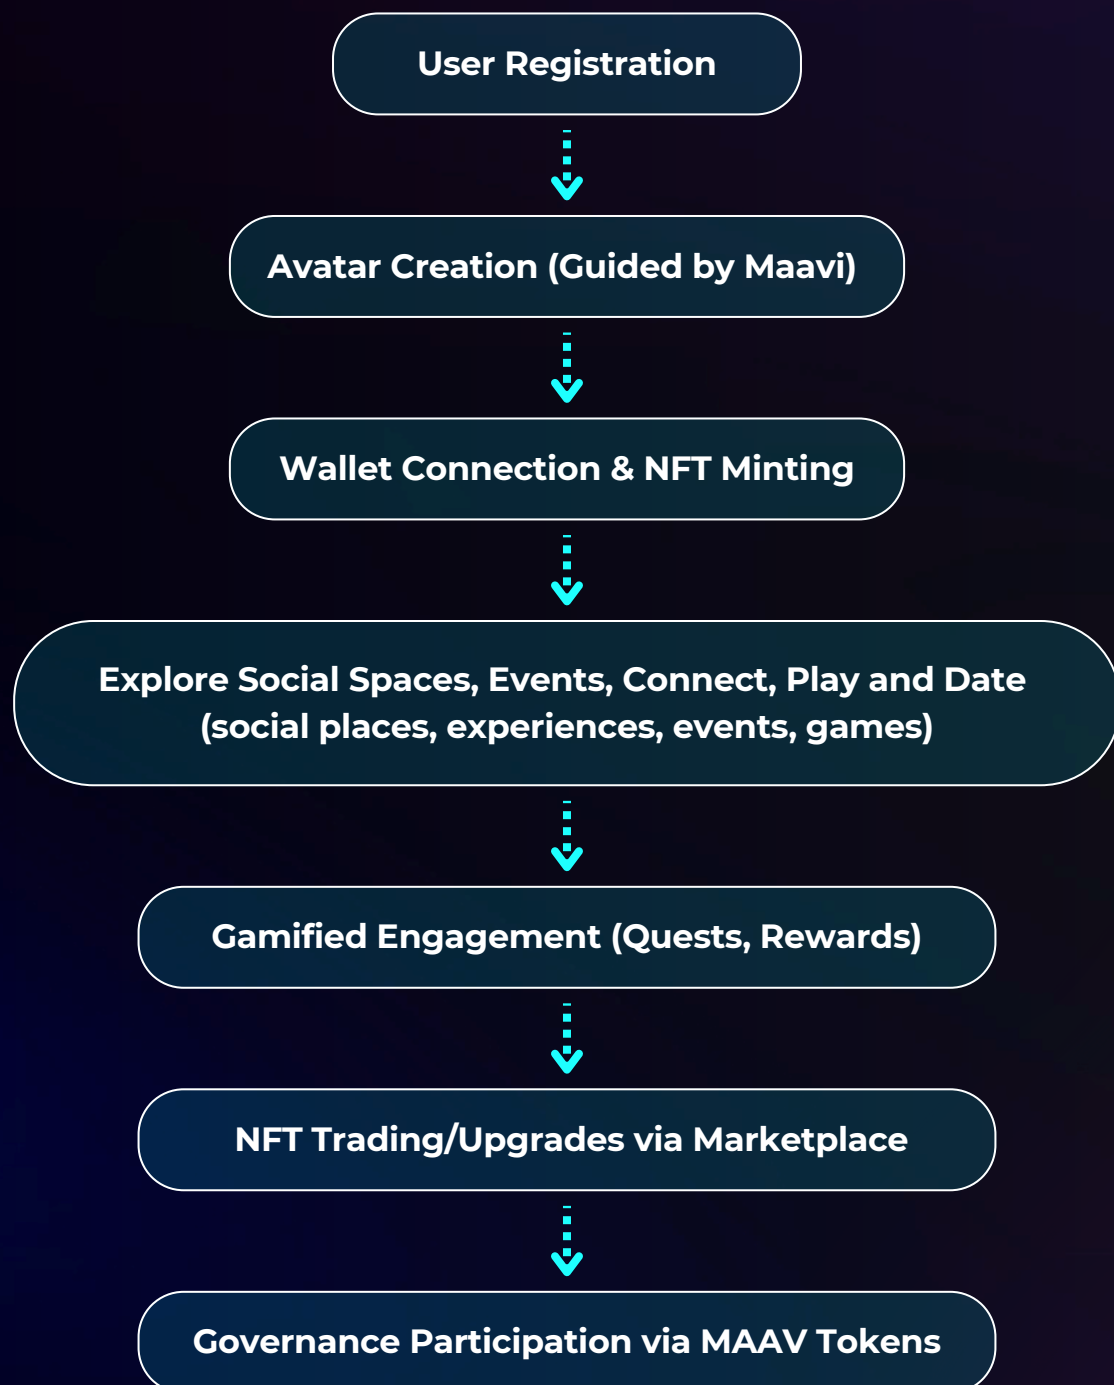 User Registration
Avatar Creation (Guided by Maavi)
Wallet Connection & NFT Minting
Explore Social Spaces, Events, Connect, Play and Date
(social places, experiences, events, games)
Gamified Engagement (Quests, Rewards)
NFT Trading/Upgrades via Marketplace
Governance Participation via MAAV Tokens